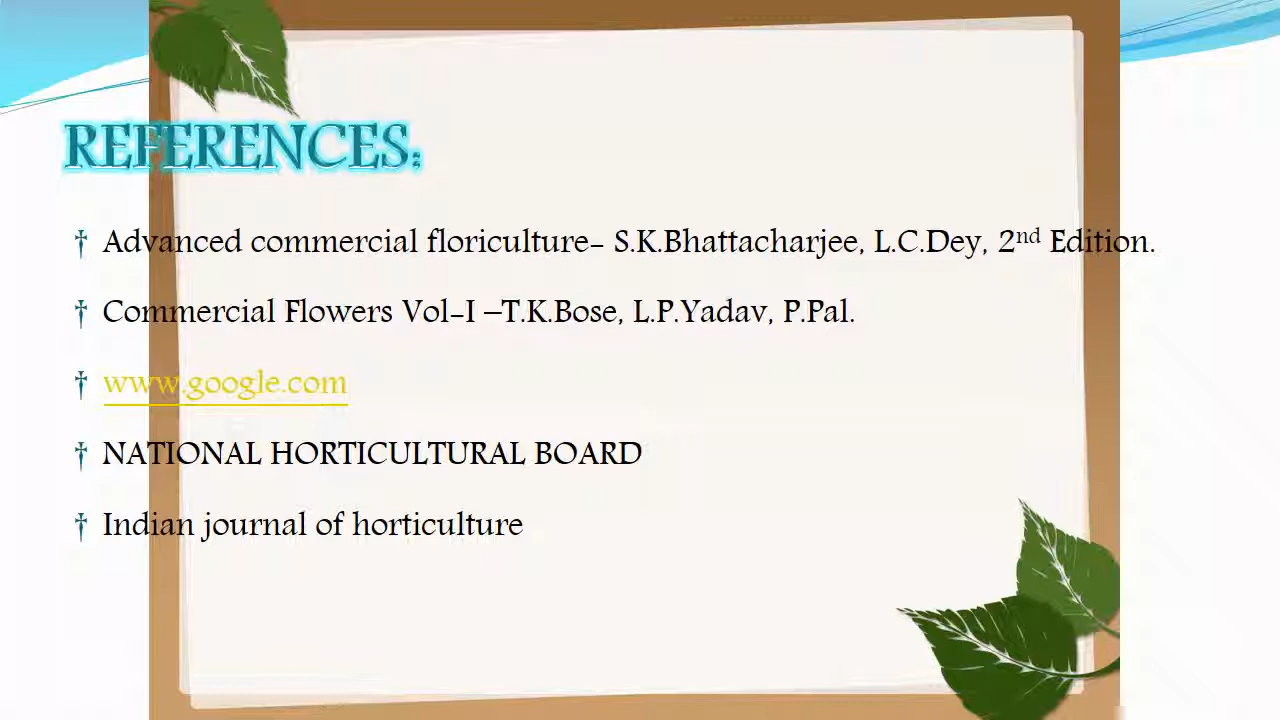 REFERENCES:
† Advanced commercial floriculture- S.K.Bhattacharjee, L.C.Dey, 2nd Edition.
† Commercial Flowers Vol-I –T.K.Bose, L.P.Yadav, P.Pal.
† www.google.com
† NATIONAL HORTICULTURAL BOARD
† Indian journal of horticulture